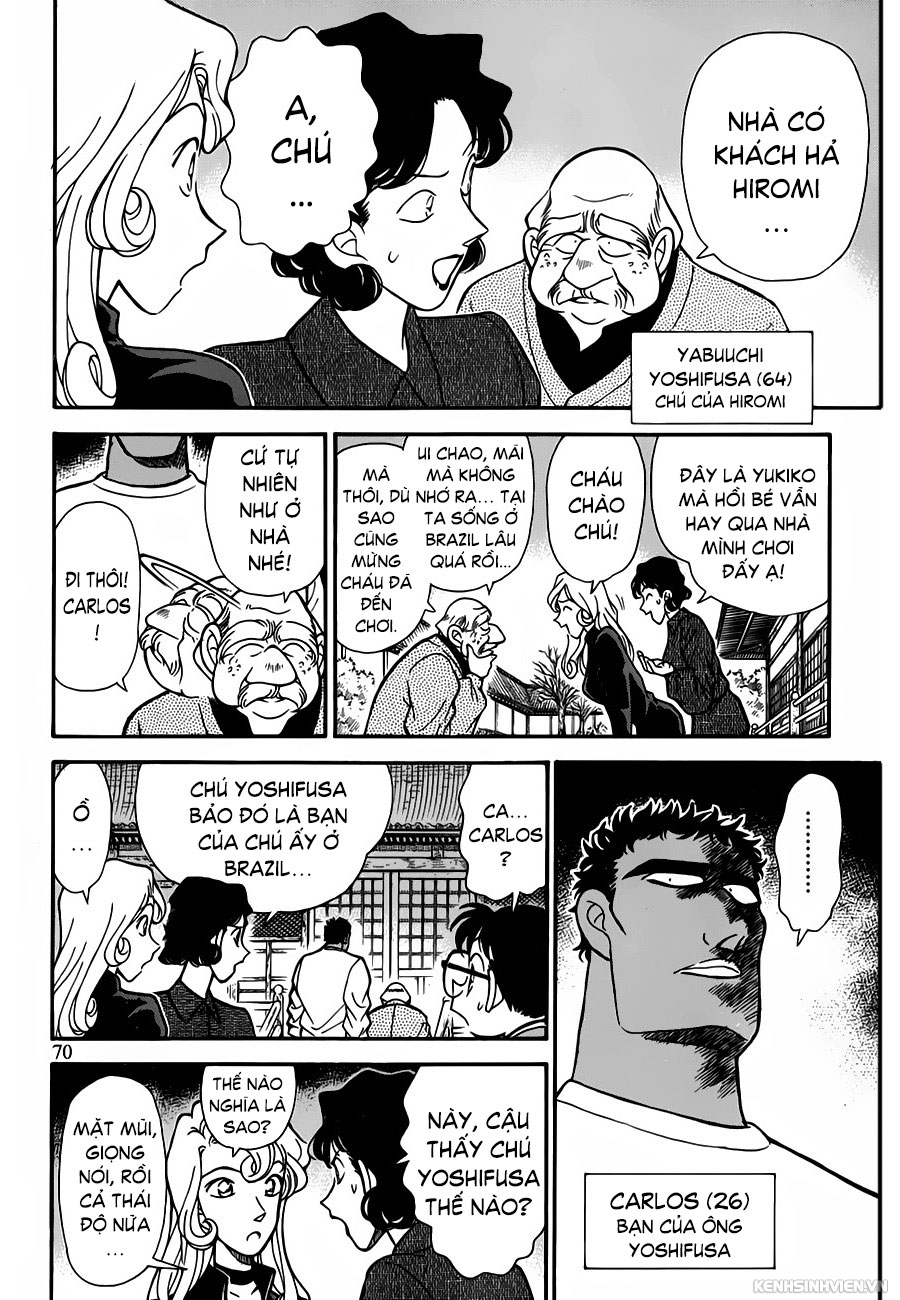 NHÀ CÓ
KHÁCH HẢ
HIROMI
...
A,
CHÚ
...
YABUUCHI
YOSHIFUSA (64)
CHÚ CỦA HIROMI
ĐÂY LÀ YUKIKO
MÀ HỒI BÉ VẪN
HAY QUA NHÀ
MÌNH CHƠI
ĐẤY Ạ!
CHÁU
CHÀO
CHÚ!
UI CHAO, MÃI
MÀ KHÔNG
NHỚ RA... TẠI
TA SỐNG Ở
BRAZIL LÂU
QUÁ RỒI...
MÀ
THÔI, DÙ
SAO
CŨNG
MỪNG
CHÁU ĐÃ
ĐẾN
CHƠI.
CỨ TỰ
NHIÊN
NHƯ Ở
NHÀ
NHÉ!
ĐI THÔI!
CARLOS
!
..........
CARLOS (26)
BẠN CỦA ÔNG
YOSHIFUSA
CA...
CARLOS
?
CHÚ YOSHIFUSA
BẢO ĐÓ LÀ BẠN
CỦA CHÚ ẤY Ở
BRAZIL...
Ồ
...
70
NÀY, CẬU
THẤY CHÚ
YOSHIFUSA
THẾ NÀO?
THẾ NÀO
NGHĨA LÀ
SAO?
MẶT MŨI,
GIỌNG
NÓI, RỒI
CẢ THÁI
ĐỘ NỮA
...
KENHSINHVIEN.VN